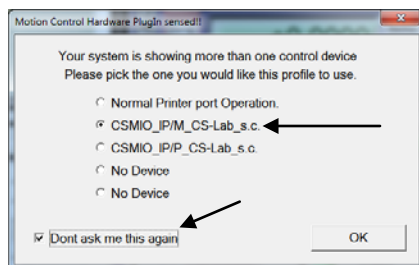 Motion Control Hardware PlugIn sensed!!
Your system is showing more than one control device
Please pick the one you would like this profile to use.
Normal Printer port Operation.
CSMIO_IP/M_CS-Lab_s.c.
CSMIO_IP/P_CS-Lab_s.c.
No Device
No Device
Dont ask me this again
OK